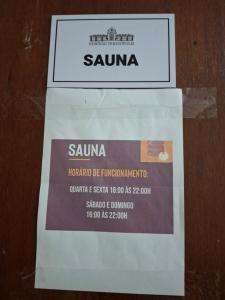 SAUNA
SAUNA
HORÁRIO DE FUNCIONAMENTO:
QUARTA E SEXTA 18:00 ÀS 22:00H
SÁBADO E DOMINGO
16:00 ÀS 22:00H